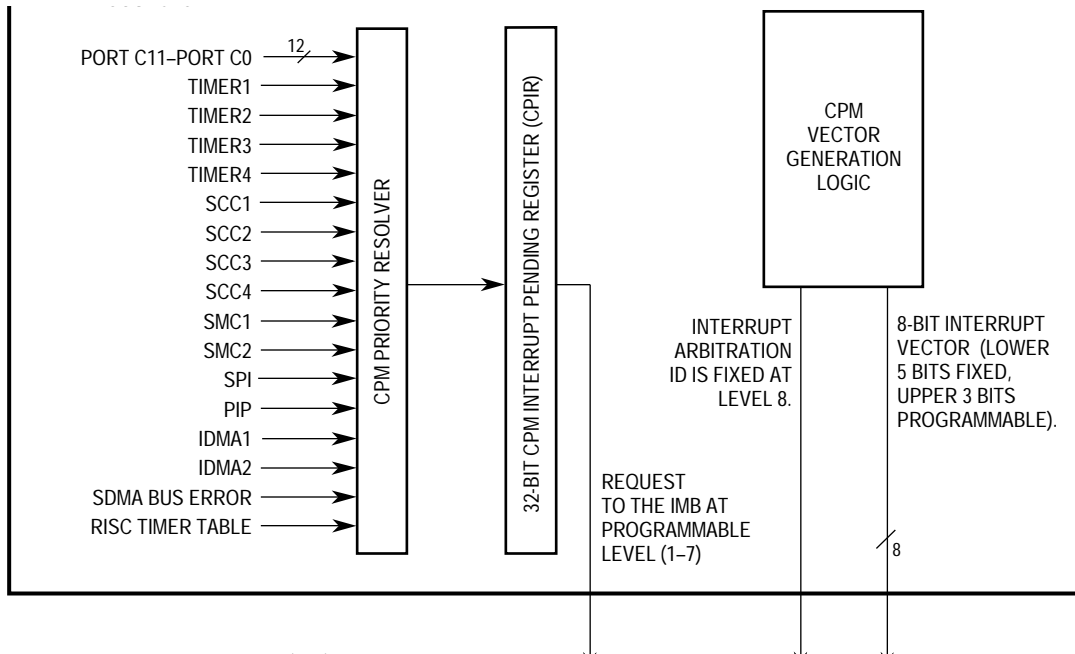 PORT C11–PORT C0
12
TIMER1
TIMER2
TIMER3
TIMER4
SCC1
SCC2
SCC3
SCC4
SMC1
SMC2
SPI
PIP
IDMA1
IDMA2
SDMA BUS ERROR
RISC TIMER TABLE
CPM PRIORITY RESOLVER
32-BIT CPM INTERRUPT PENDING REGISTER (CPIR)
REQUEST
TO THE IMB AT
PROGRAMMABLE
LEVEL (1–7)
CPM
VECTOR
GENERATION
LOGIC
INTERRUPT
ARBITRATION
ID IS FIXED AT
LEVEL 8.
8-BIT INTERRUPT
VECTOR (LOWER
5 BITS FIXED,
UPPER 3 BITS
PROGRAMMABLE).
8